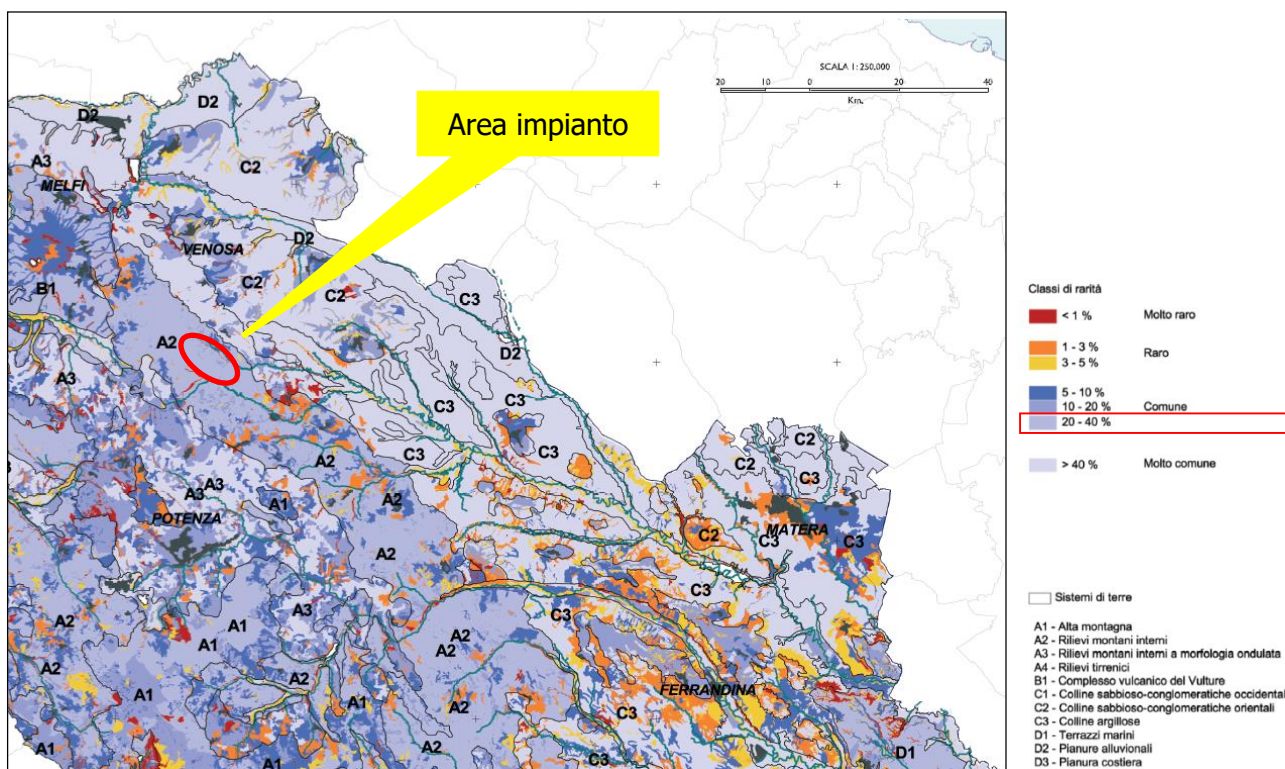 SCALA 1: 250.000
20 10 0 20 40
Km.
Area impianto
D2
D2
C2
A3
MELFI
VENOSA
D2
C2
C2
C3
B1
A2
D2
A3
C3
C3
C3
C3
A2
C2
C2
C3
A3
A3
A1
A2
POTENZA
MATERA
C2
C3
C3
A2
C3
A3
C3
A2
A1
A1
A2
A2
A2
A2
A1
A1
A2
FERRANDINA
C3
A1
A1
A2
C3
D1
Classi di rarità
< 1 % Molto raro
1 - 3 % Raro
3 - 5 %
5 - 10 %
10 - 20 % Comune
20 - 40 %
> 40 % Molto comune
Sistemi di terre
A1 - Alta montagna
A2 - Rilievi montani interni
A3 - Rilievi montani interni a morfologia ondulata
A4 - Rilievi tirrenici
B1 - Complesso vulcanico del Vulture
C1 - Colline sabbioso-conglomeratiche occidentali
C2 - Colline sabbioso-conglomeratiche orientali
C3 - Colline argillose
D1 - Terrazzi marini
D2 - Pianure alluvionali
D3 - Pianura costiera